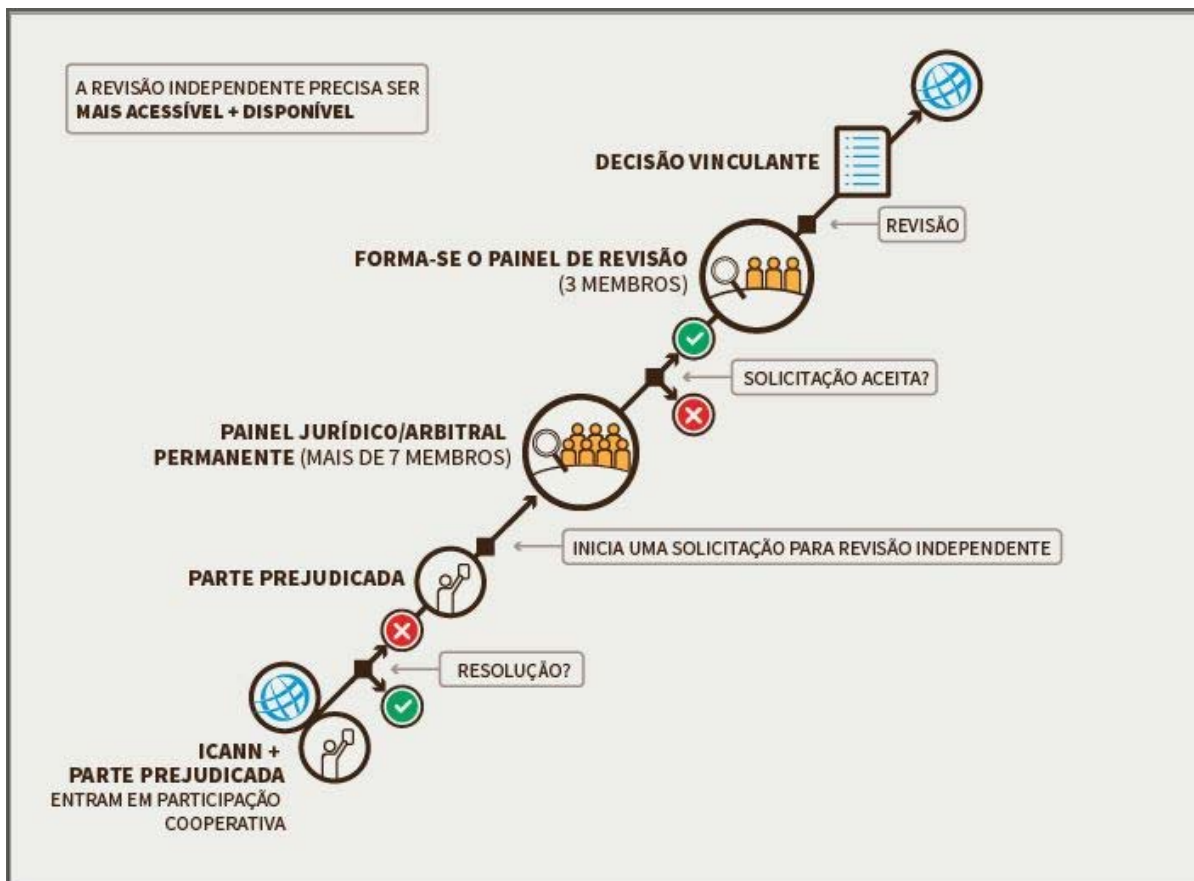 A REVISÃO INDEPENDENTE PRECISA SER
MAIS ACESSÍVEL + DISPONÍVEL
DECISÃO VINCULANTE
REVISÃO
FORMA-SE O PAINEL DE REVISÃO
(3 MEMBROS)
SOLICITAÇÃO ACEITA?
PAINEL JURÍDICO/ARBITRAL
PERMANENTE (MAIS DE 7 MEMBROS)
INICIA UMA SOLICITAÇÃO PARA REVISÃO INDEPENDENTE
PARTE PREJUDICADA
RESOLUÇÃO?
ICANN +
PARTE PREJUDICADA
ENTRAM EM PARTICIPAÇÃO
COOPERATIVA